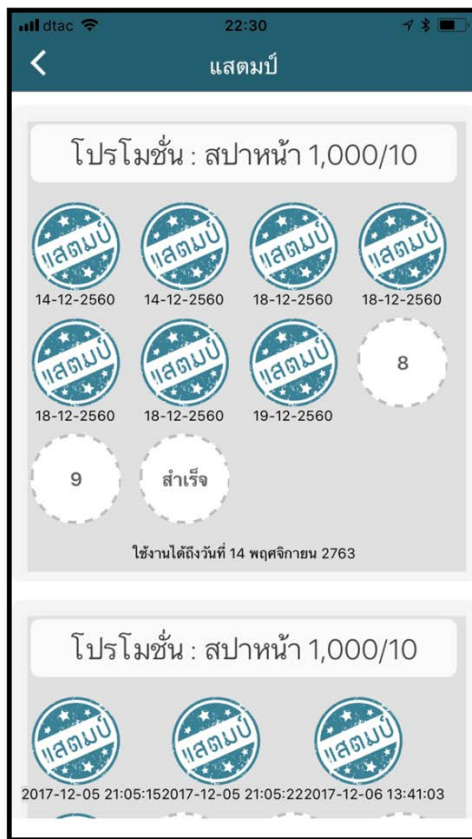 dtac 22:30
แสตมป์
โปรโมชั่น : สปาหน้า 1,000/10
แสตมป์ แสตมป์ แสตมป์ แสตมป์
14-12-2560 14-12-2560 18-12-2560 18-12-2560
แสตมป์ แสตมป์ แสตมป์ 8
18-12-2560 18-12-2560 19-12-2560
9 สำเร็จ
ใช้งานได้ถึงวันที่ 14 พฤศจิกายน 2763
โปรโมชั่น : สปาหน้า 1,000/10
แสตมป์ แสตมป์ แสตมป์
2017-12-05 21:05:152017-12-05 21:05:222017-12-06 13:41:03